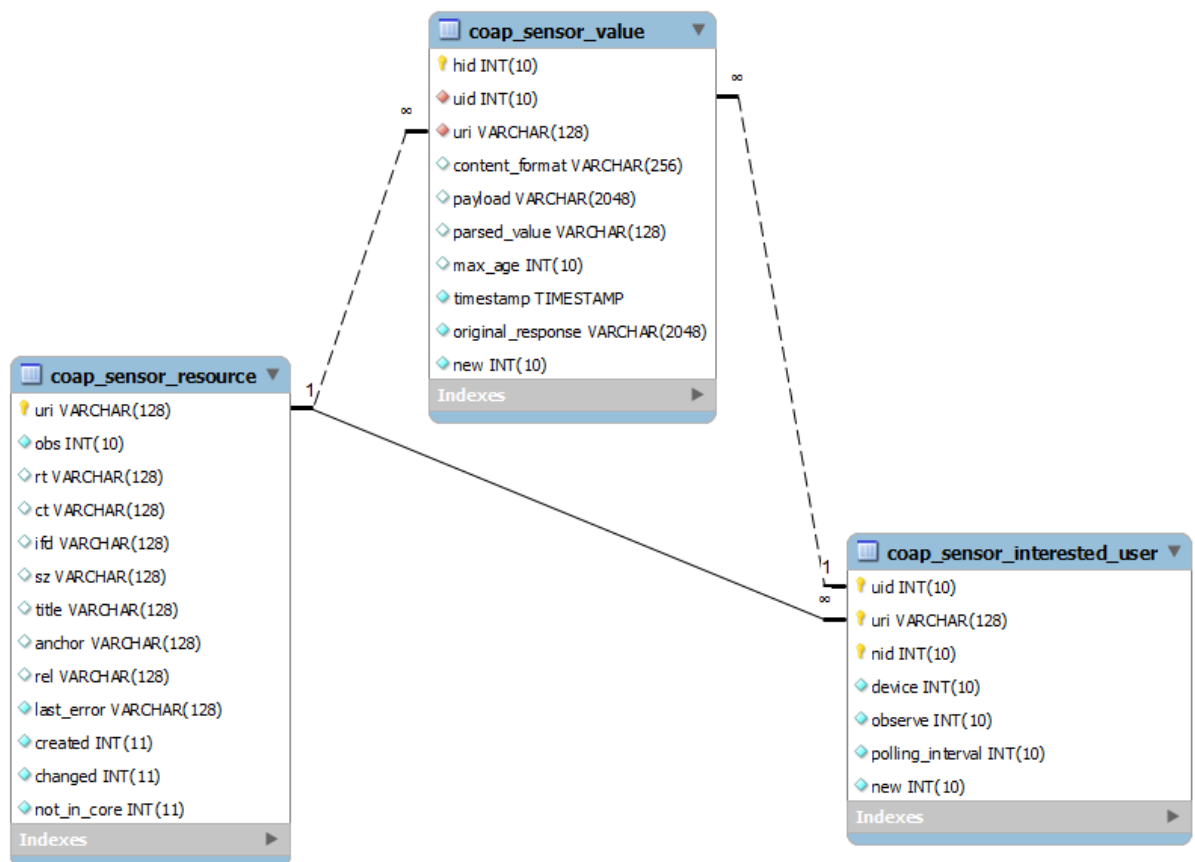 coap_sensor_value
hid INT(10)
uid INT(10)
uri VARCHAR(128)
content_format VARCHAR(256)
payload VARCHAR(2048)
parsed_value VARCHAR(128)
max_age INT(10)
timestamp TIMESTAMP
original_response VARCHAR(2048)
new INT(10)
Indexes
∞
∞
coap_sensor_resource
uri VARCHAR(128)
obs INT(10)
rt VARCHAR(128)
ct VARCHAR(128)
ifd VARCHAR(128)
sz VARCHAR(128)
title VARCHAR(128)
anchor VARCHAR(128)
rel VARCHAR(128)
last_error VARCHAR(128)
created INT(11)
changed INT(11)
not_in_core INT(11)
Indexes
1
coap_sensor_interested_user
uid INT(10)
uri VARCHAR(128)
nid INT(10)
device INT(10)
observe INT(10)
polling_interval INT(10)
new INT(10)
Indexes
1
∞